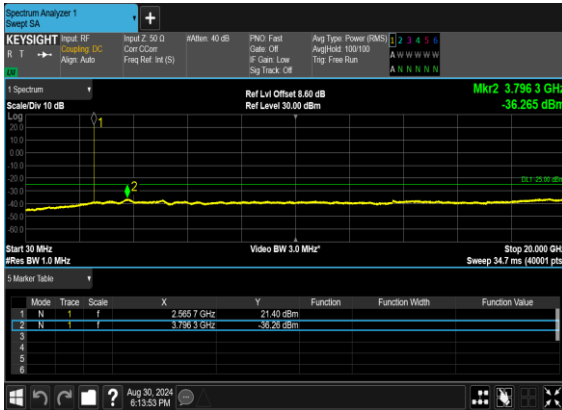 Spectrum Analyzer 1
Swept SA
KEYSIGHT Input: RF Input Z: 50 Ω #Atten: 40 dB PNO: Fast Avg Type: Power (RMS) 1 2 3 4 5 6
R T Coupling: DC Corr CCorr Gate: Off Avg|Hold: 100/100 A W W W W W
Align: Auto Freq Ref: Int (S) IF Gain: Low Trig: Free Run
Sig Track: Off A N N N N N
1 Spectrum
Ref Lvl Offset 8.60 dB Mkr2 3.796 3 GHz
Scale/Div 10 dB Ref Level 30.00 dBm -36.265 dBm
Log
1
20.0
10.0
0.00
-10.0
-20.0
DL1 -25.00 dBm
2
-30.0
-40.0
-50.0
-60.0
Start 30 MHz Video BW 3.0 MHz* Stop 20.000 GHz
#Res BW 1.0 MHz Sweep 34.7 ms (40001 pts)
5 Marker Table
Mode Trace Scale X Y Function Function Width Function Value
1 N 1 f 2.565 7 GHz 21.40 dBm
2 N 1 f 3.796 3 GHz -36.26 dBm
3
4
5
6
Aug 30, 2024
6:13:53 PM